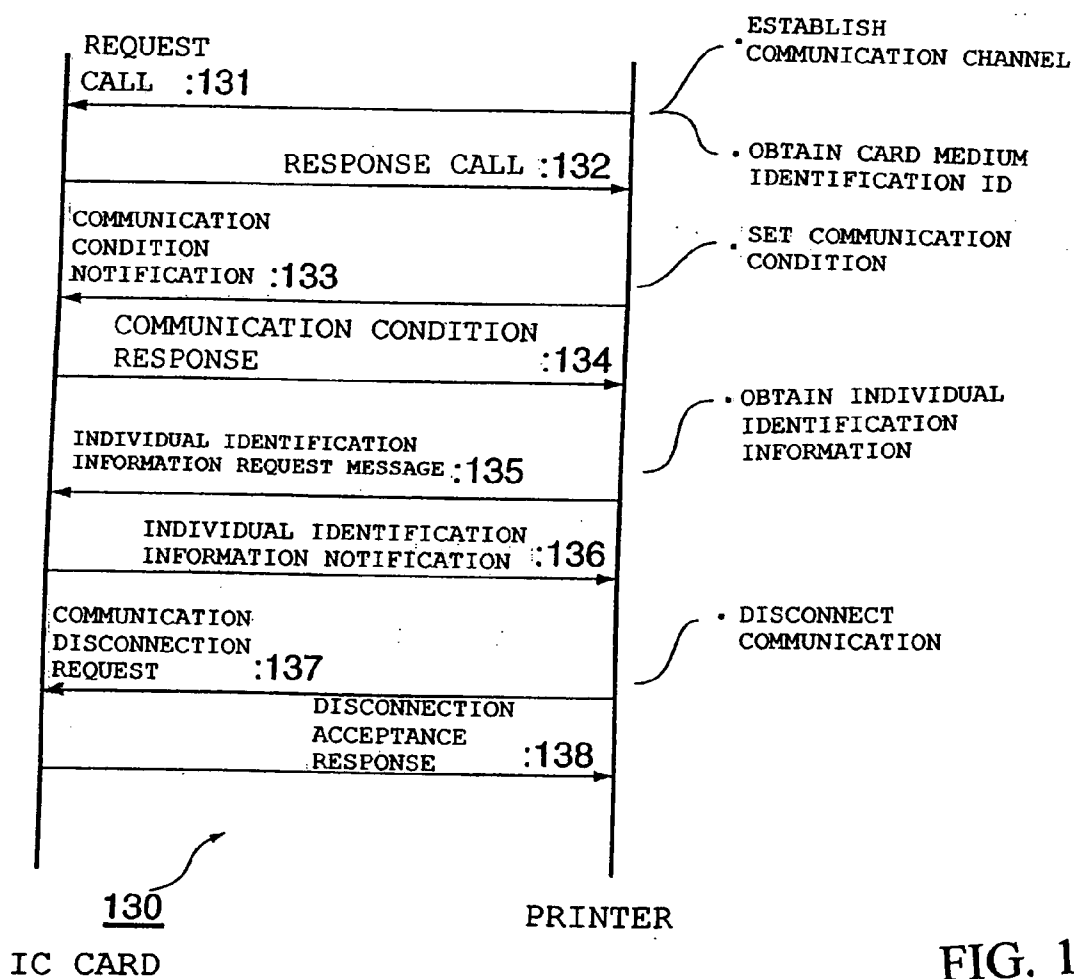 REQUEST
CALL :131
ESTABLISH
COMMUNICATION CHANNEL
RESPONSE CALL :132
OBTAIN CARD MEDIUM
IDENTIFICATION ID
COMMUNICATION
CONDITION
NOTIFICATION :133
SET COMMUNICATION
CONDITION
COMMUNICATION CONDITION
RESPONSE :134
OBTAIN INDIVIDUAL
IDENTIFICATION
INFORMATION
INDIVIDUAL IDENTIFICATION
INFORMATION REQUEST MESSAGE :135
INDIVIDUAL IDENTIFICATION
INFORMATION NOTIFICATION :136
COMMUNICATION
DISCONNECTION
REQUEST :137
DISCONNECT
COMMUNICATION
DISCONNECTION
ACCEPTANCE
RESPONSE :138
130
PRINTER
IC CARD
FIG. 1